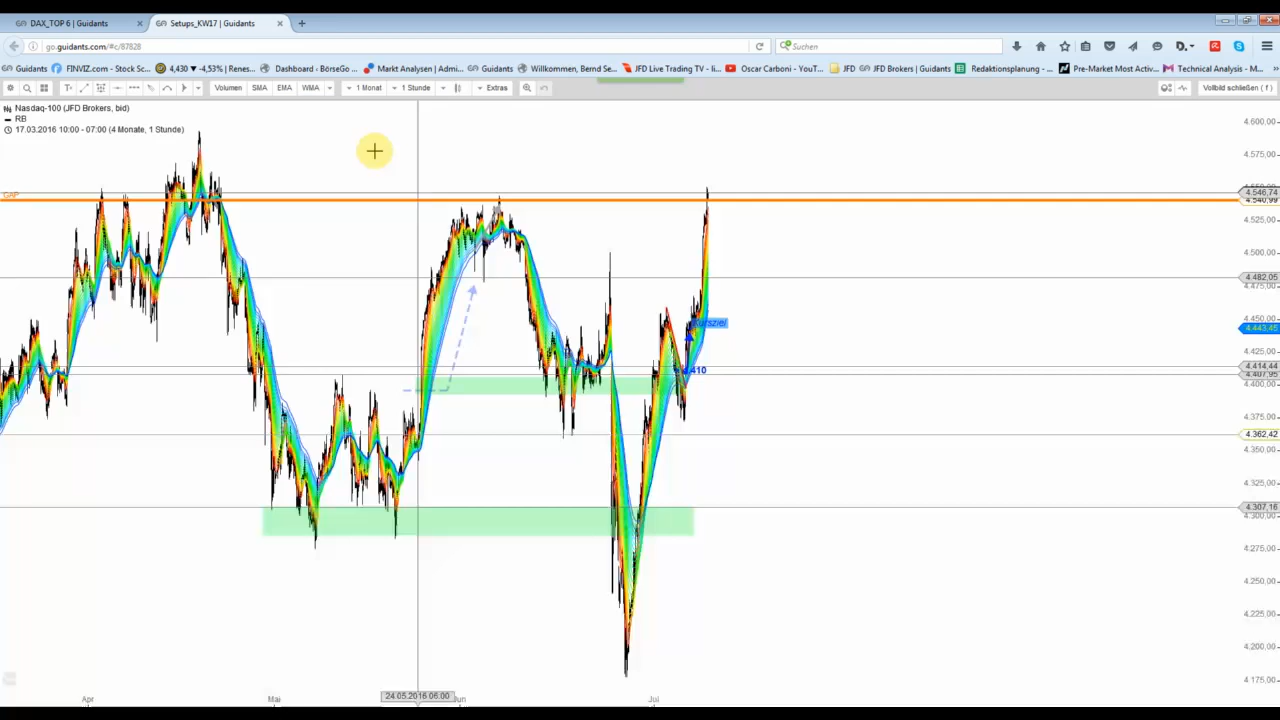 DAX_TOP 6 | Guidants
Setups_KW17 | Guidants
go.guidants.com/#c/87828
Suchen
Guidants
FINVIZ.com - Stock Sc...
4,430 ▼ -4,53% | Renes...
Dashboard - BörseGo ...
Markt Analysen | Admi...
Guidants
Willkommen, Bernd Se...
JFD Live Trading TV - li...
Oscar Carboni - YouT...
JFD
JFD Brokers | Guidants
Redaktionsplanung - ...
Pre-Market Most Activ...
Technical Analysis - M...
Volumen
SMA
EMA
WMA
1 Monat
1 Stunde
Extras
Vollbild schließen ( f )
Nasdaq-100 (JFD Brokers, bid)
RB
17.03.2016 10:00 - 07:00 (4 Monate, 1 Stunde)
GAP
Kursziel
4.410
4.600,00
4.575,00
4.546,74
4.540,99
4.525,00
4.500,00
4.482,05
4.475,00
4.450,00
4.443,45
4.425,00
4.414,44
4.407,95
4.400,00
4.375,00
4.362,42
4.350,00
4.325,00
4.307,16
4.300,00
4.275,00
4.250,00
4.225,00
4.200,00
4.175,00
Apr
Mai
24.05.2016 06:00
Jun
Jul